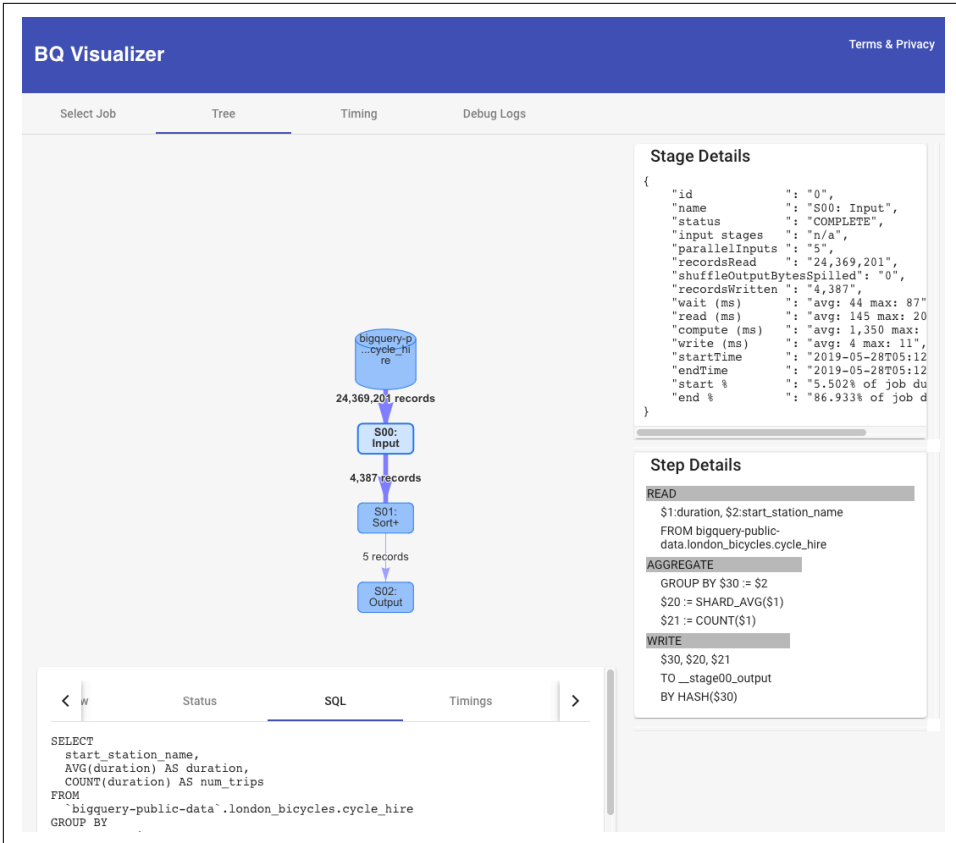 BQ Visualizer
Terms & Privacy
Select Job
Tree
Timing
Debug Logs
bigquery-p
...cycle_hi
re
24,369,201 records
S00:
Input
4,387 records
S01:
Sort+
5 records
S02:
Output
Stage Details
{
"id ": "0",
"name ": "S00: Input",
"status ": "COMPLETE",
"input stages ": "n/a",
"parallelInputs ": "5",
"recordsRead ": "24,369,201",
"shuffleOutputBytesSpilled": "0",
"recordsWritten ": "4,387",
"wait (ms) ": "avg: 44 max: 87"
"read (ms) ": "avg: 145 max: 20
"compute (ms) ": "avg: 1,350 max:
"write (ms) ": "avg: 4 max: 11",
"startTime ": "2019-05-28T05:12
"endTime ": "2019-05-28T05:12
"start % ": "5.502% of job du
"end % ": "86.933% of job d
}
Step Details
READ
$1:duration, $2:start_station_name
FROM bigquery-public-
data.london_bicycles.cycle_hire
AGGREGATE
GROUP BY $30 := $2
$20 := SHARD_AVG($1)
$21 := COUNT($1)
WRITE
$30, $20, $21
TO __stage00_output
BY HASH($30)
w
Status
SQL
Timings
SELECT
start_station_name,
AVG(duration) AS duration,
COUNT(duration) AS num_trips
FROM
`bigquery-public-data`.london_bicycles.cycle_hire
GROUP BY